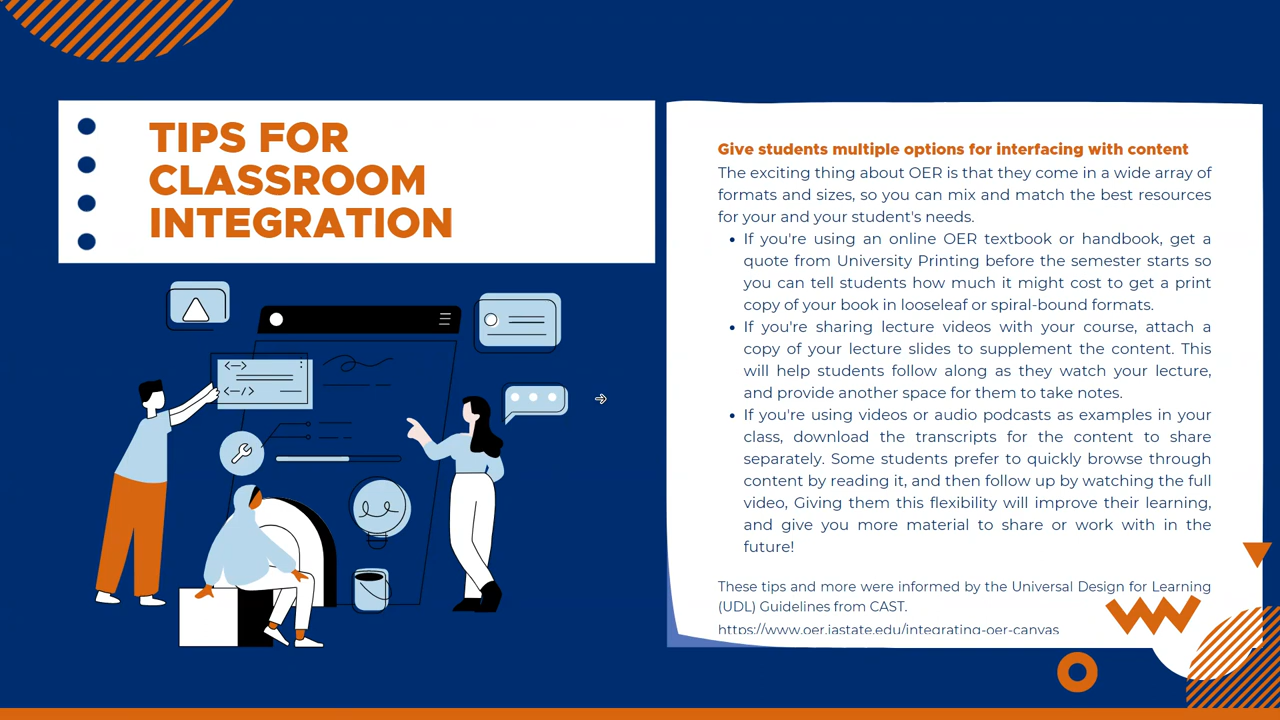 TIPS FOR
CLASSROOM
INTEGRATION
Give students multiple options for interfacing with content
The exciting thing about OER is that they come in a wide array of
formats and sizes, so you can mix and match the best resources
for your and your student's needs.
• If you're using an online OER textbook or handbook, get a
quote from University Printing before the semester starts so
you can tell students how much it might cost to get a print
copy of your book in looseleaf or spiral-bound formats.
• If you're sharing lecture videos with your course, attach a
copy of your lecture slides to supplement the content. This
will help students follow along as they watch your lecture,
and provide another space for them to take notes.
• If you're using videos or audio podcasts as examples in your
class, download the transcripts for the content to share
separately. Some students prefer to quickly browse through
content by reading it, and then follow up by watching the full
video, Giving them this flexibility will improve their learning,
and give you more material to share or work with in the
future!
These tips and more were informed by the Universal Design for Learning
(UDL) Guidelines from CAST.
https://www.oer.iastate.edu/integrating-oer-canvas